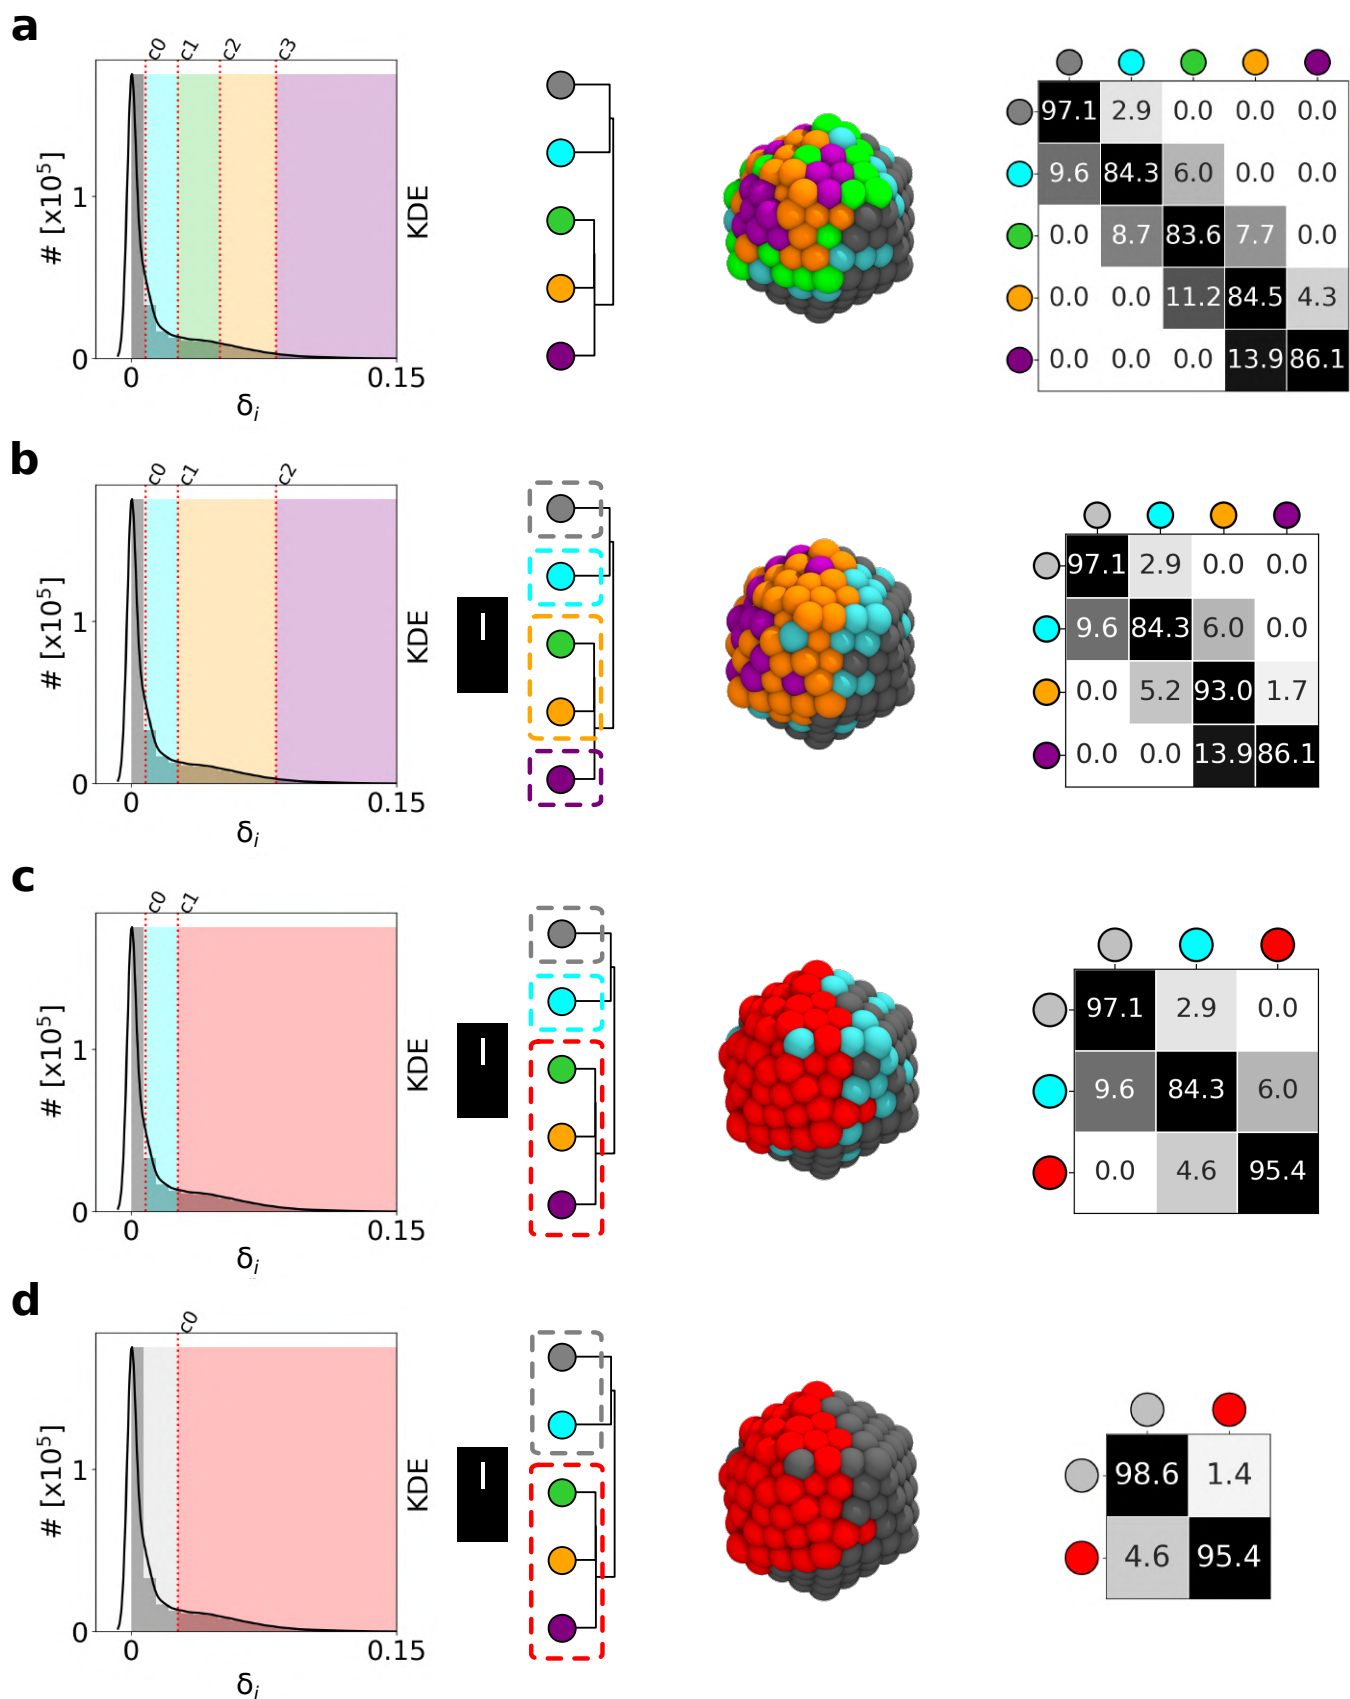 a
c0 c1 c2 c3
# [x10⁵]
1
0
0 0.15
δi
KDE
97.1 2.9 0.0 0.0 0.0
9.6 84.3 6.0 0.0 0.0
0.0 8.7 83.6 7.7 0.0
0.0 0.0 11.2 84.5 4.3
0.0 0.0 0.0 13.9 86.1
b
c0 c1 c2
# [x10⁵]
1
0
0 0.15
δi
KDE
97.1 2.9 0.0 0.0
9.6 84.3 6.0 0.0
0.0 5.2 93.0 1.7
0.0 0.0 13.9 86.1
c
c0 c1
# [x10⁵]
1
0
0 0.15
δi
KDE
97.1 2.9 0.0
9.6 84.3 6.0
0.0 4.6 95.4
d
c0
# [x10⁵]
1
0
0 0.15
δi
KDE
98.6 1.4
4.6 95.4